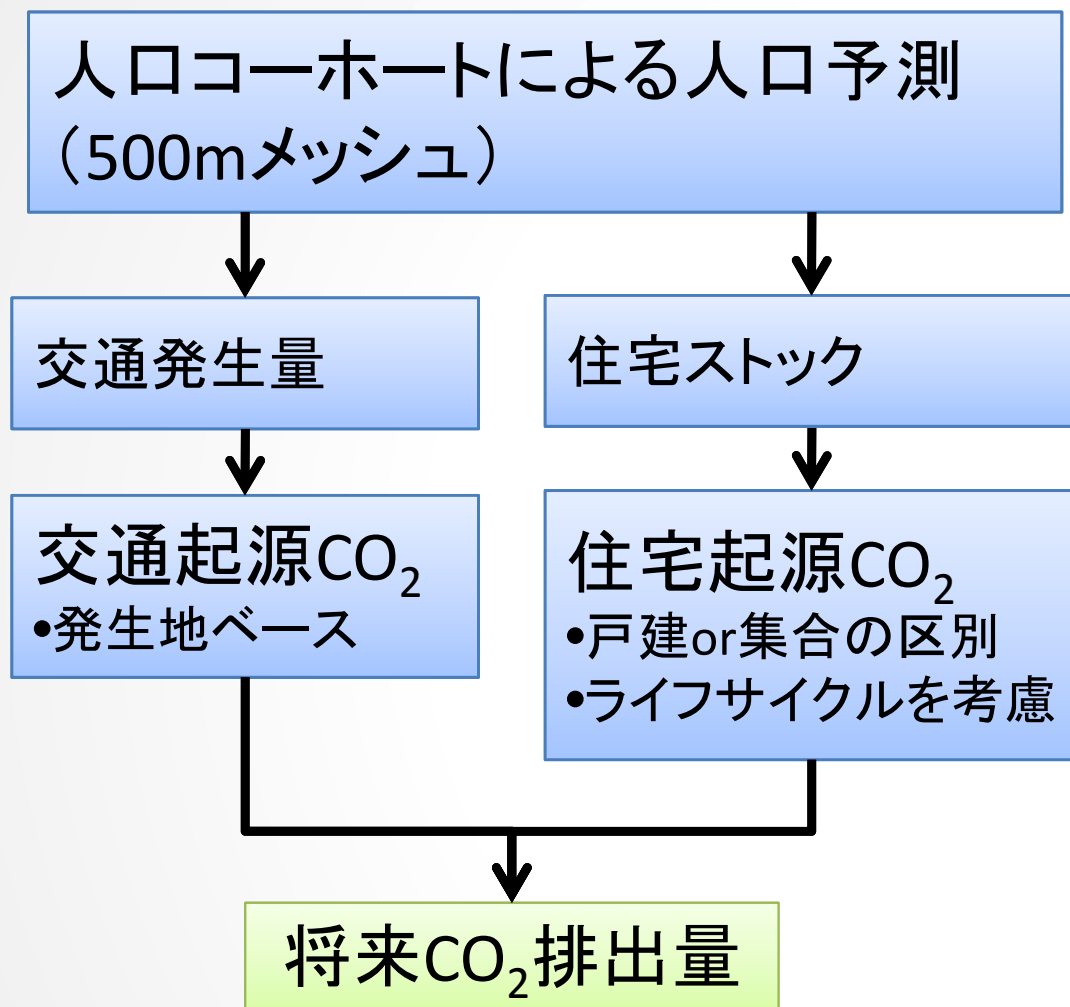 人口コーホートによる人口予測
（500mメッシュ）
交通発生量
住宅ストック
交通起源CO₂
•発生地ベース
住宅起源CO₂
•戸建or集合の区別
•ライフサイクルを考慮
将来CO₂排出量